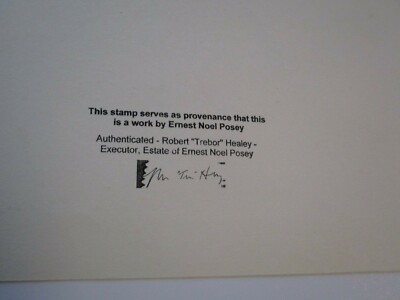 This stamp serves as provenance that this
is a work by Ernest Noel Posey
Authenticated - Robert "Trebor" Healey -
Executor, Estate of Ernest Noel Posey